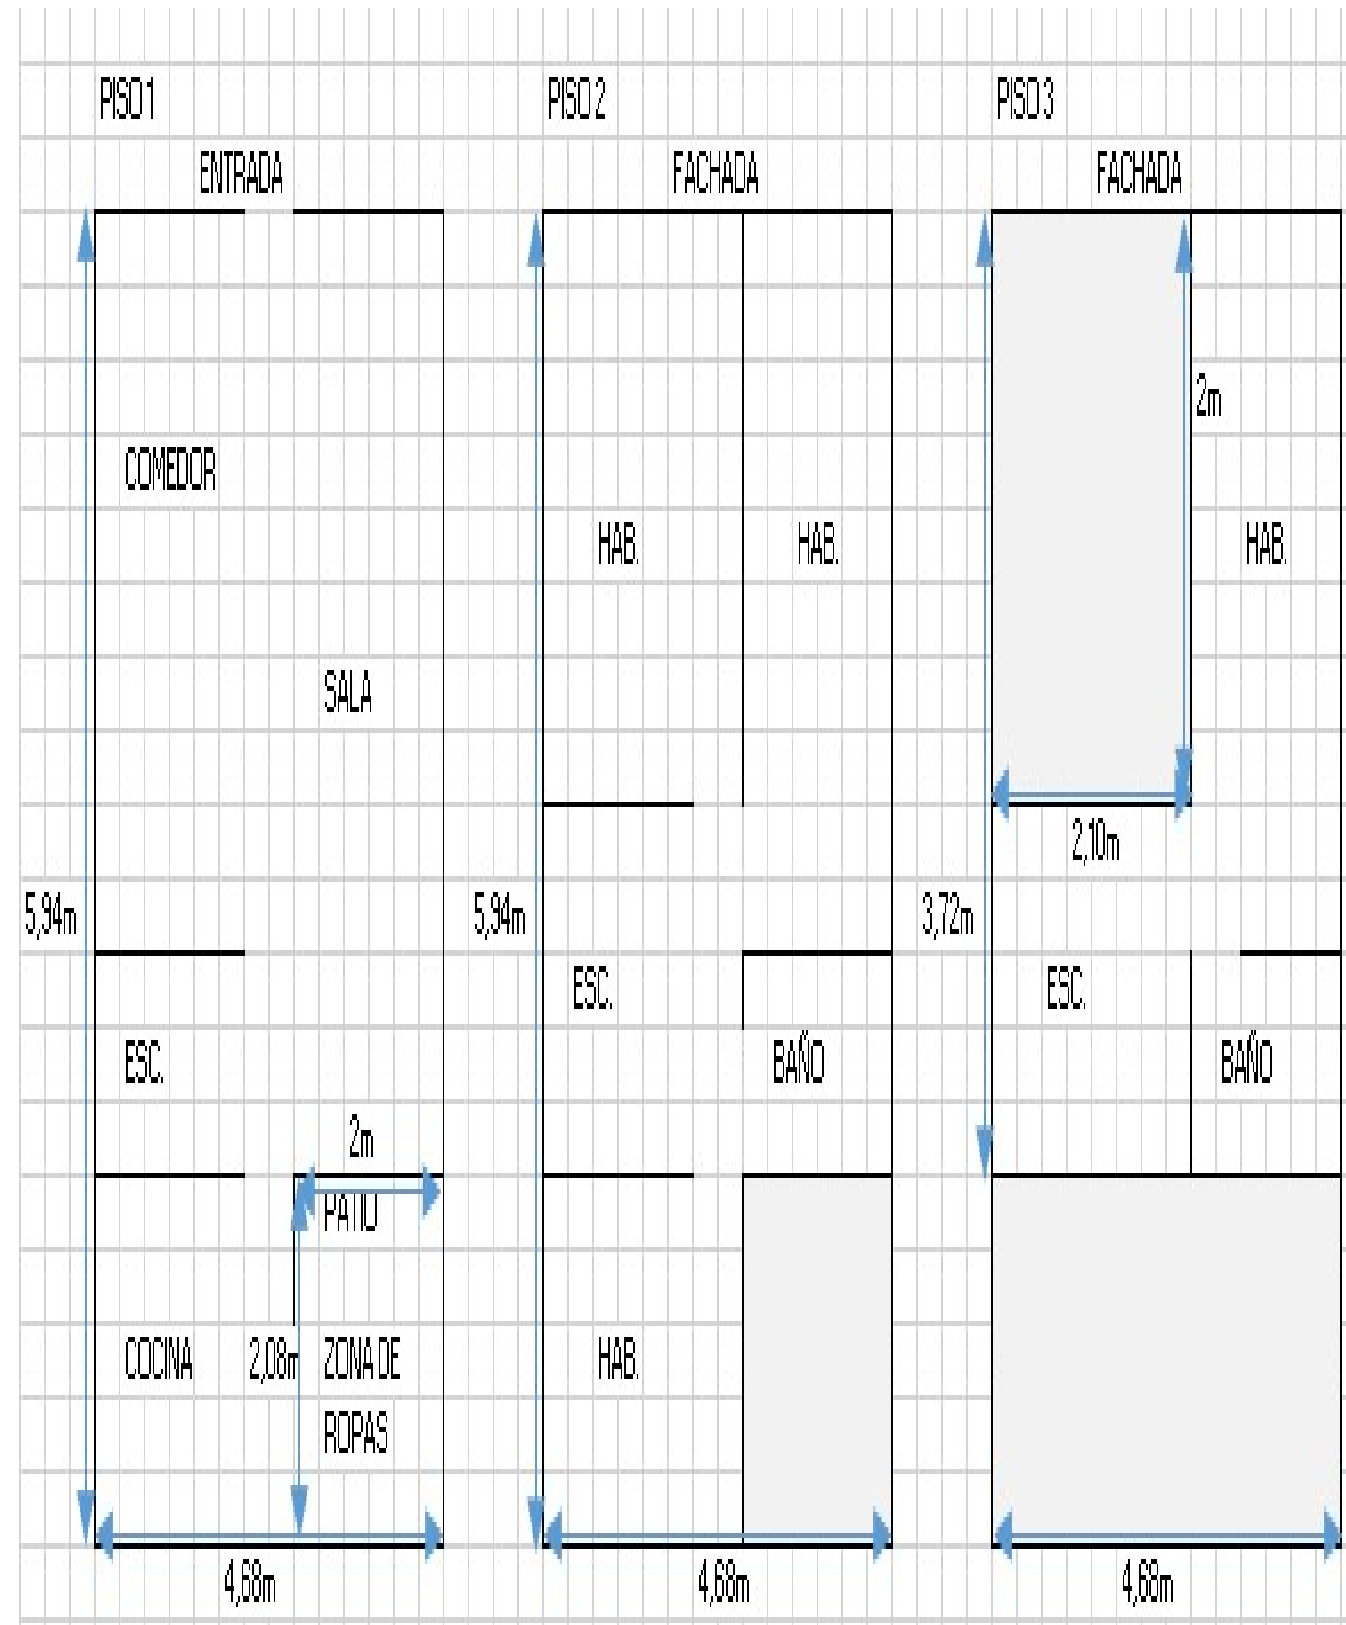 PISO 1
ENTRADA
COMEDOR
SALA
5,94m
ESC.
2m
PATIO
COCINA
2,08m
ZONA DE
ROPAS
4,68m
PISO 2
FACHADA
HAB.
HAB.
5,94m
ESC.
BAÑO
HAB.
4,68m
PISO 3
FACHADA
2m
HAB.
2,10m
3,72m
ESC.
BAÑO
4,68m